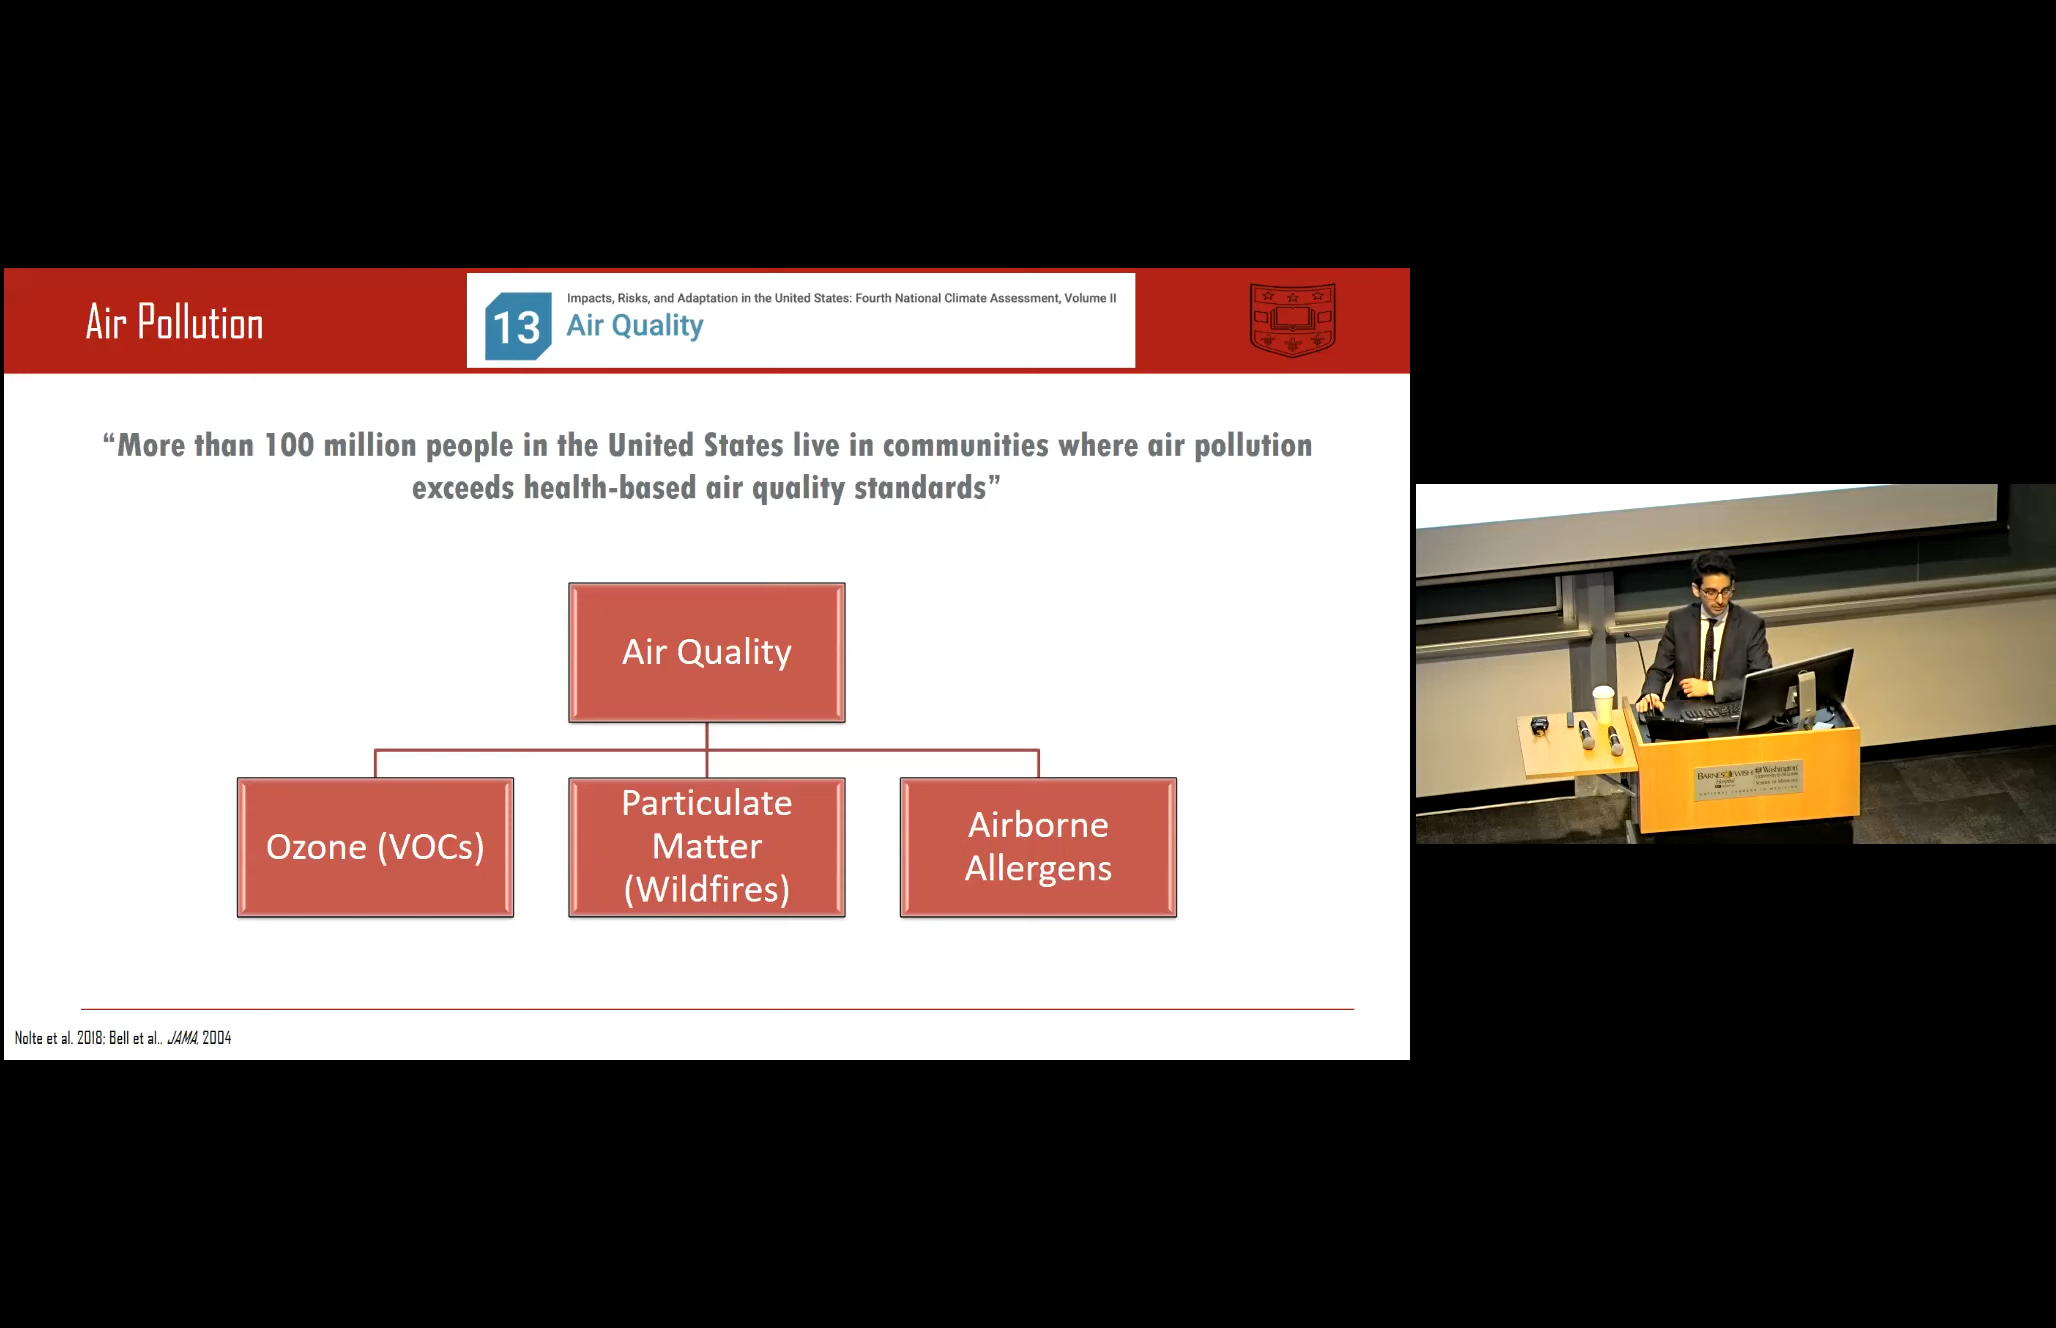 Air Pollution
13
Impacts, Risks, and Adaptation in the United States: Fourth National Climate Assessment, Volume II
Air Quality
“More than 100 million people in the United States live in communities where air pollution
exceeds health-based air quality standards”
Air Quality
Ozone (VOCs)
Particulate
Matter
(Wildfires)
Airborne
Allergens
Nolte et al. 2018; Bell et al., JAMA, 2004
Hospital
Washington